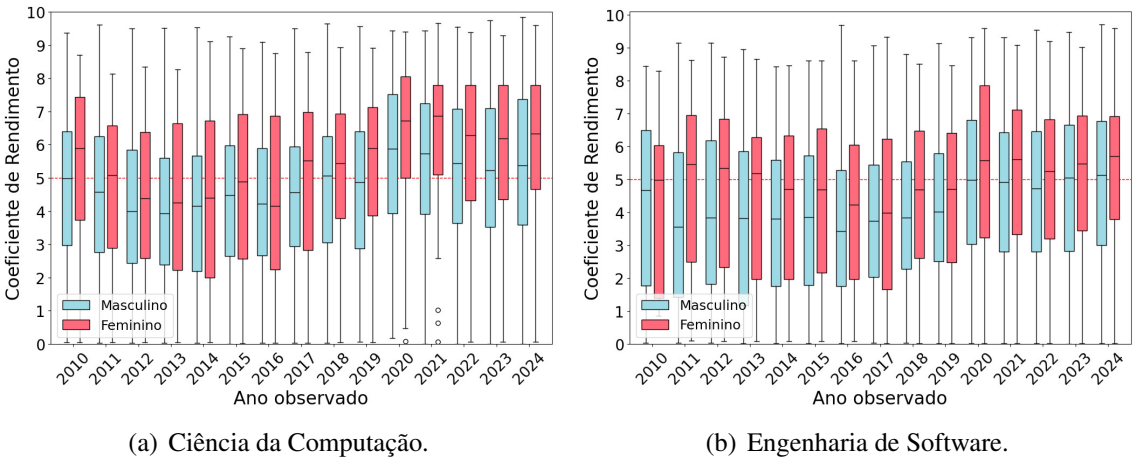 Coeficiente de Rendimento
10
9
8
7
6
5
4
3
2
1
0
Masculino
Feminino
2010 2011 2012 2013 2014 2015 2016 2017 2018 2019 2020 2021 2022 2023 2024
Ano observado
(a) Ciência da Computação.
Coeficiente de Rendimento
10
9
8
7
6
5
4
3
2
1
0
Masculino
Feminino
2010 2011 2012 2013 2014 2015 2016 2017 2018 2019 2020 2021 2022 2023 2024
Ano observado
(b) Engenharia de Software.